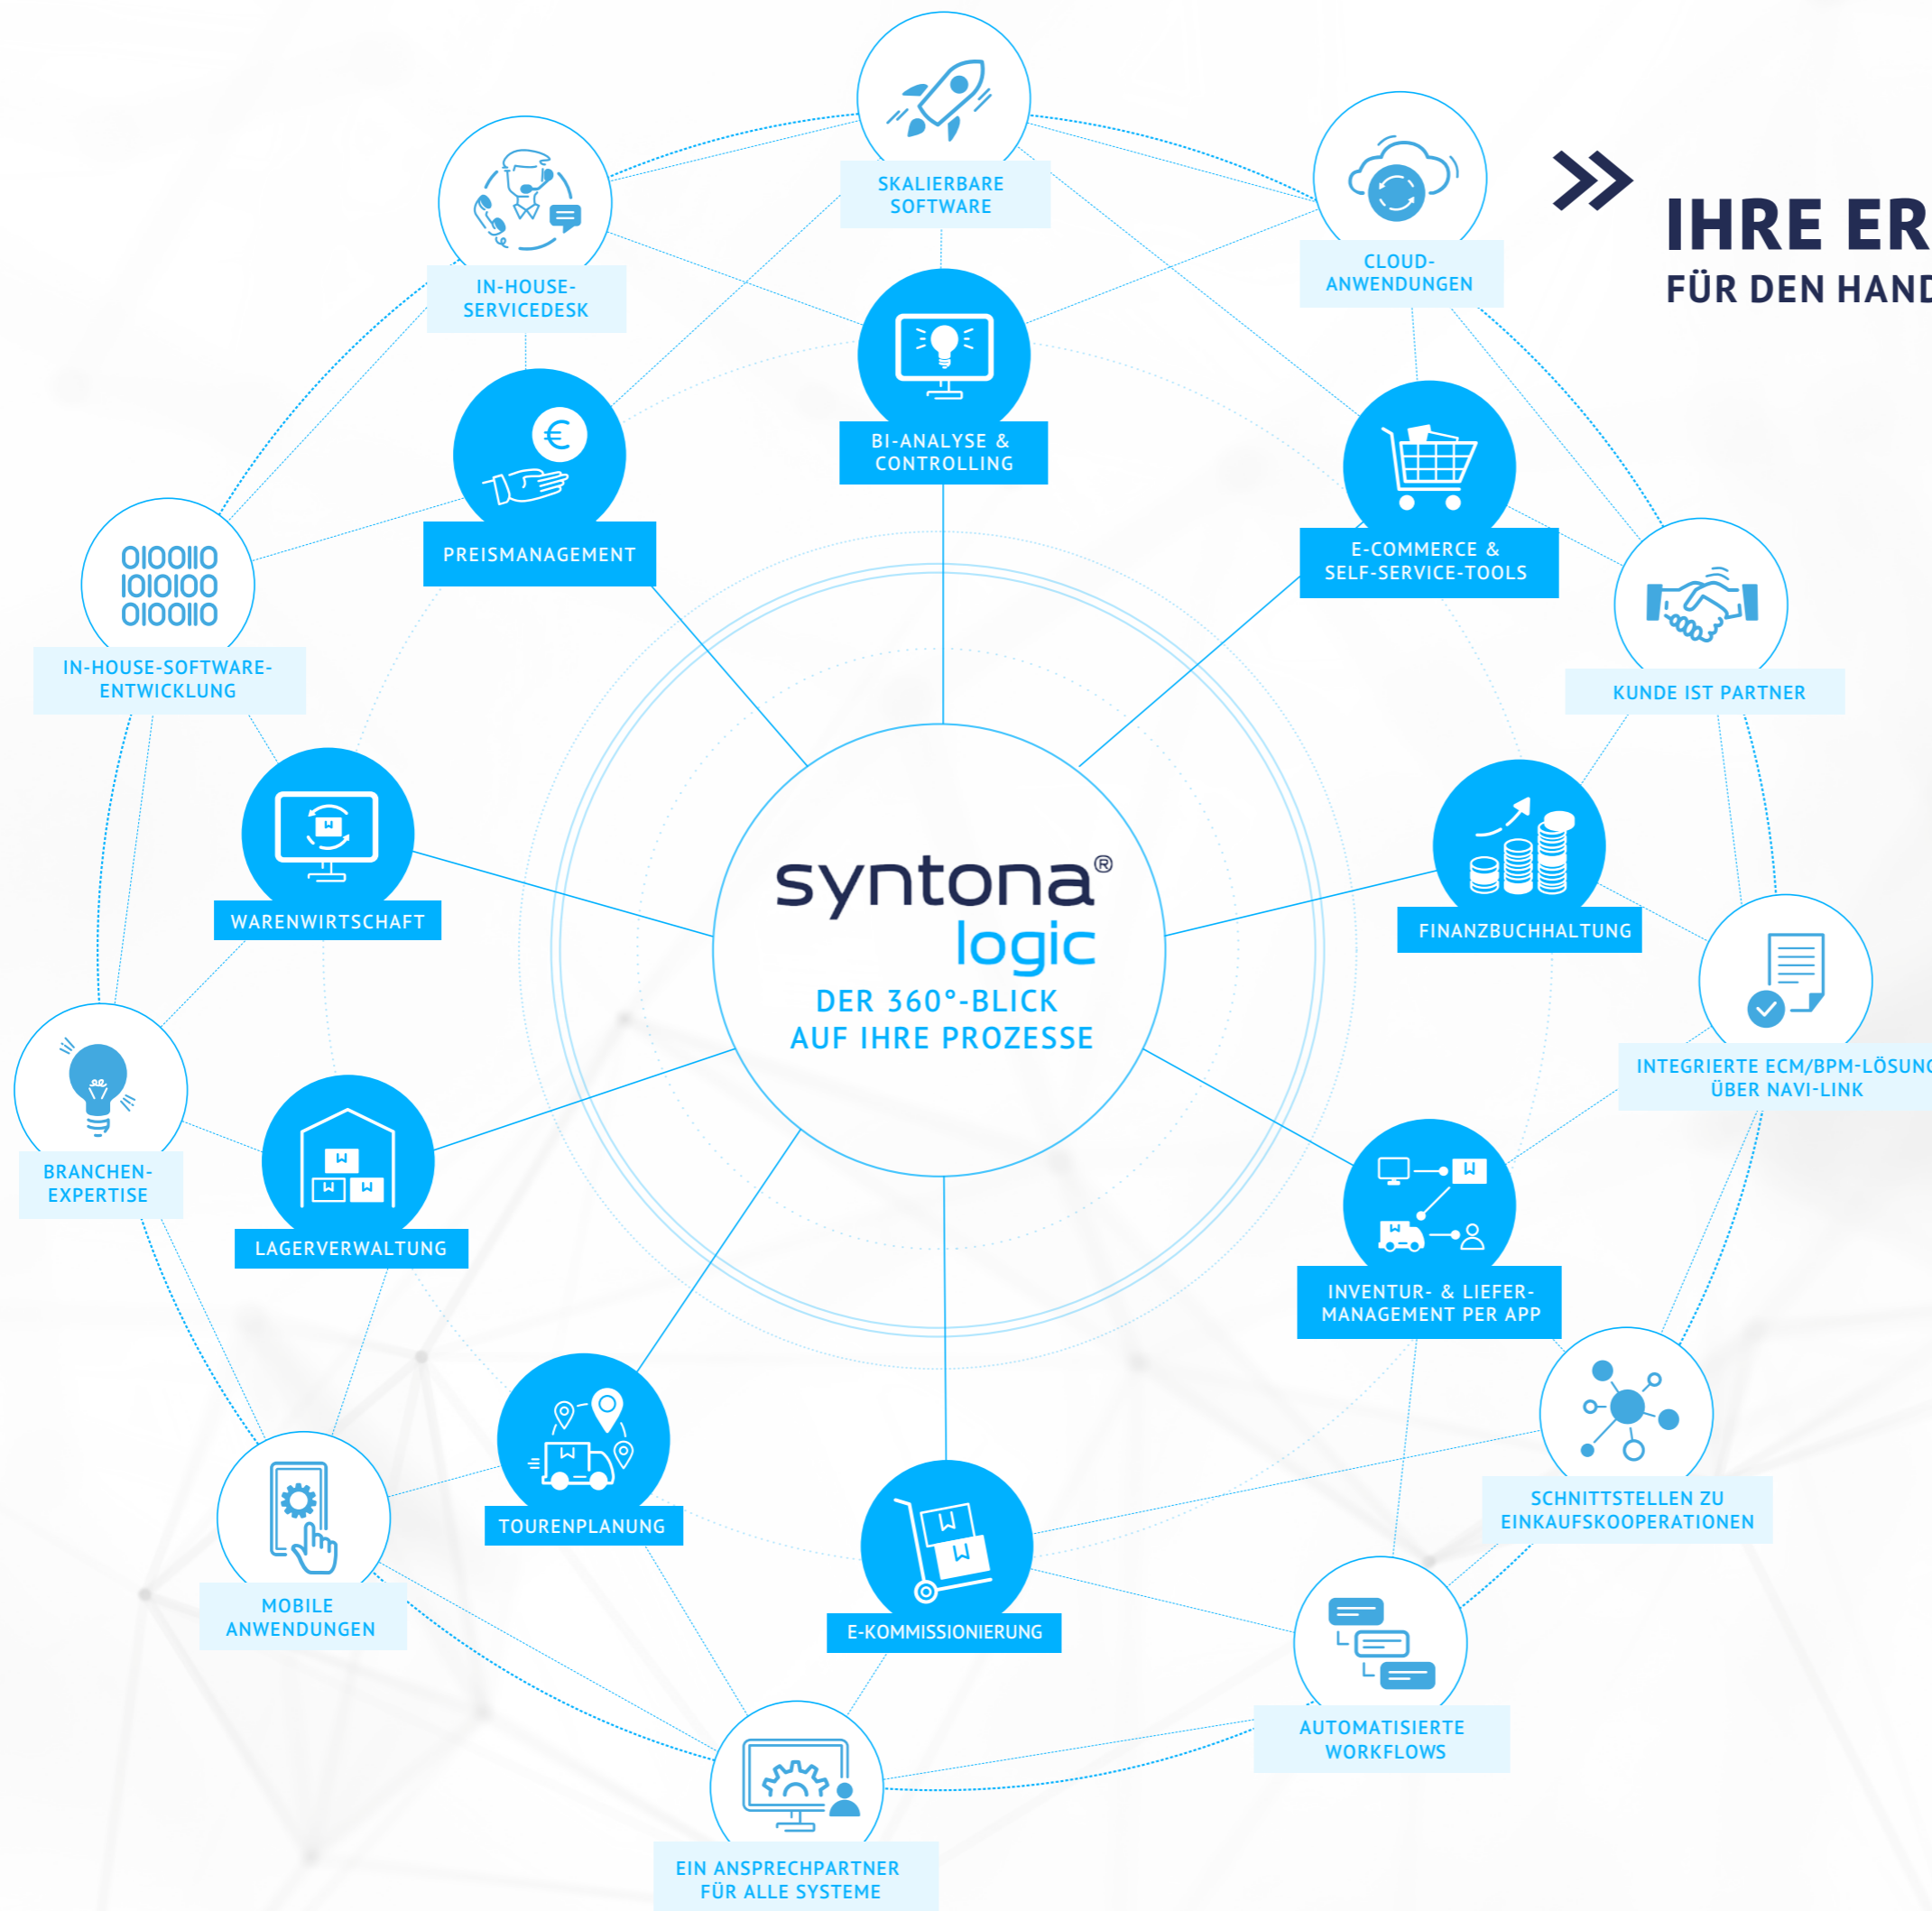 SKALIERBARE
SOFTWARE
CLOUD-
ANWENDUNGEN
IHRE ER
FÜR DEN HAND
IN-HOUSE-
SERVICEDESK
BI-ANALYSE &
CONTROLLING
€
PREISMANAGEMENT
E-COMMERCE &
SELF-SERVICE-TOOLS
0100110
1010100
0100110
IN-HOUSE-SOFTWARE-
ENTWICKLUNG
KUNDE IST PARTNER
WARENWIRTSCHAFT
FINANZBUCHHALTUNG
syntona®
logic
DER 360°-BLICK
AUF IHRE PROZESSE
INTEGRIERTE ECM/BPM-LÖSUNG
ÜBER NAVI-LINK
BRANCHEN-
EXPERTISE
LAGERVERWALTUNG
INVENTUR- & LIEFER-
MANAGEMENT PER APP
TOURENPLANUNG
SCHNITTSTELLEN ZU
EINKAUFSKOOPERATIONEN
MOBILE
ANWENDUNGEN
E-KOMMISSIONIERUNG
AUTOMATISIERTE
WORKFLOWS
EIN ANSPRECHPARTNER
FÜR ALLE SYSTEME